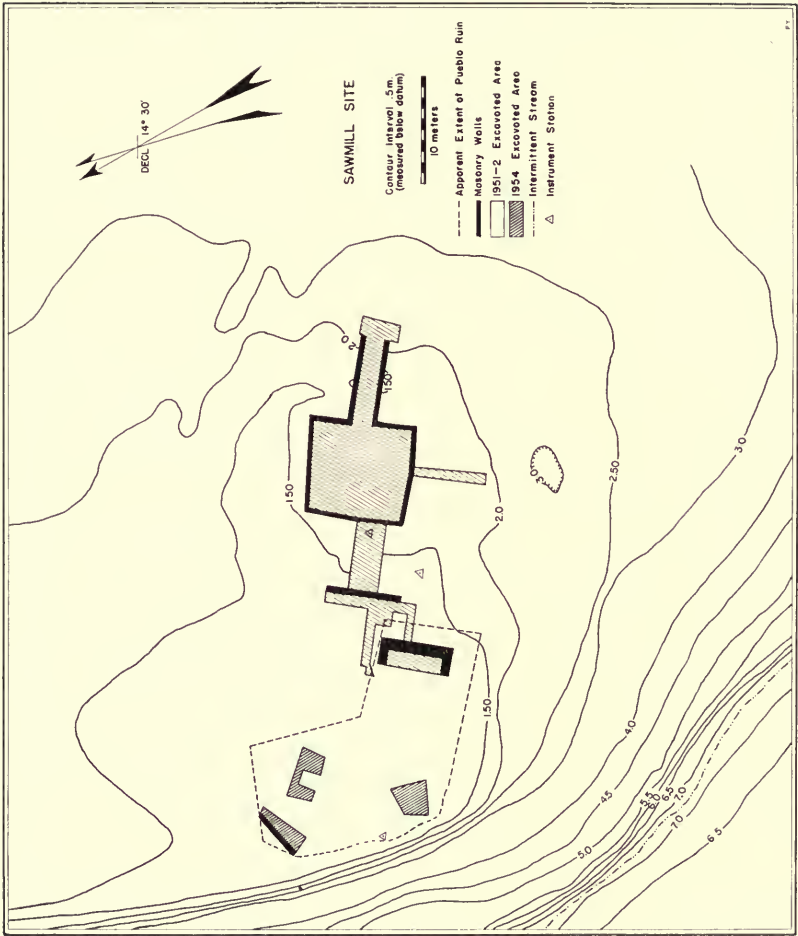 DECL 14° 30'
SAWMILL SITE
Contour Interval .5m.
(measured below datum)
10 meters
Apparent Extent of Pueblo Ruin
Masonry Walls
1951-2 Excavated Area
1954 Excavated Area
Intermittent Stream
Instrument Station
2.0
150
150
2.0
3.0
2.50
3.0
1.50
4.0
4.5
5.0
5.5
6.0
6.5
7.0
7.0
6.5